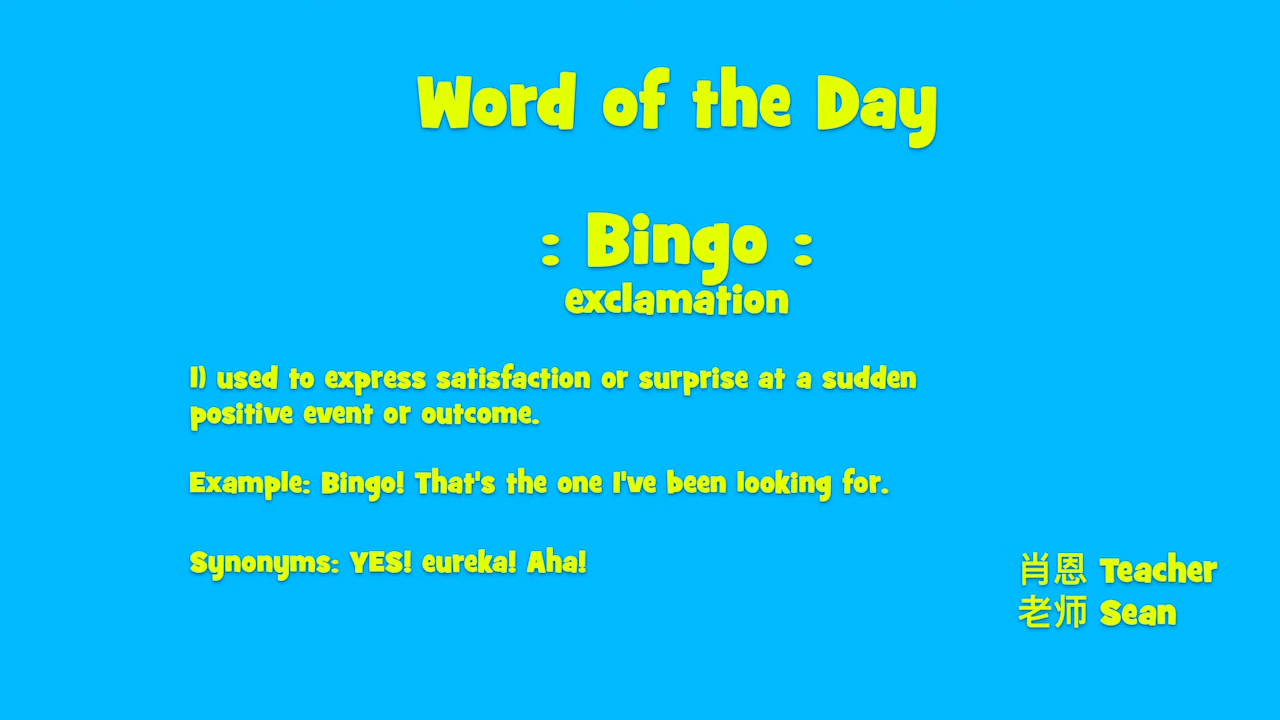 Word of the Day
: Bingo :
exclamation
1) used to express satisfaction or surprise at a sudden
positive event or outcome.
Example: Bingo! That's the one I've been looking for.
Synonyms: YES! eureka! Aha!
肖恩 Teacher
老师 Sean